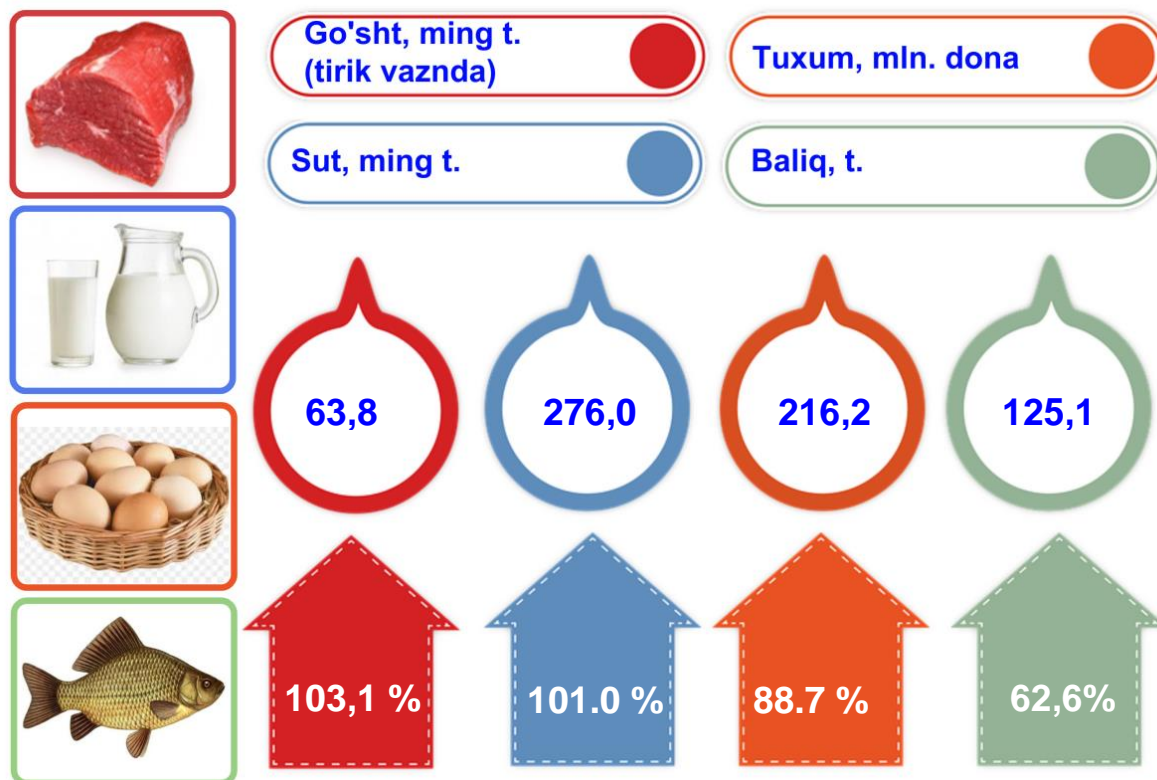 Go'sht, ming t.
(tirik vaznda)
Tuxum, mln. dona
Sut, ming t.
Baliq, t.
63,8
276,0
216,2
125,1
103,1 %
101.0 %
88.7 %
62,6%